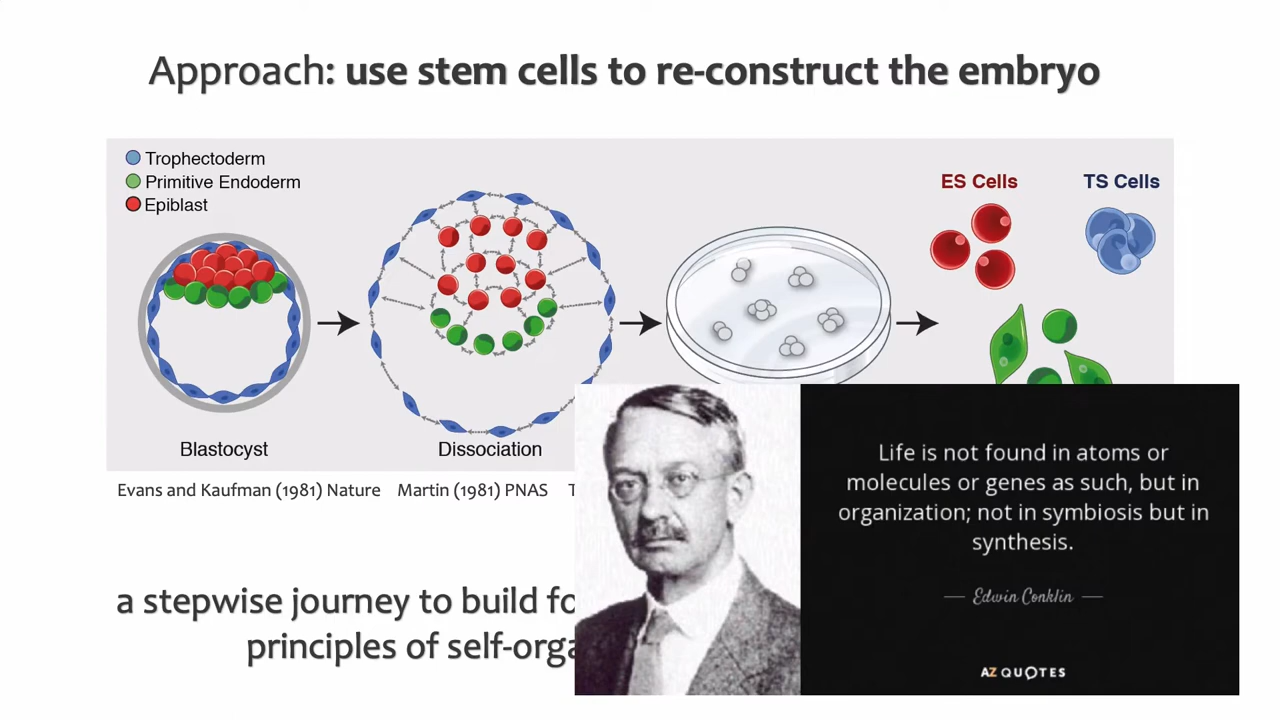 Approach: use stem cells to re-construct the embryo
Trophectoderm
Primitive Endoderm
Epiblast
ES Cells
TS Cells
Blastocyst
Dissociation
Evans and Kaufman (1981) Nature Martin (1981) PNAS T
a stepwise journey to build fo
principles of self-orga
Life is not found in atoms or
molecules or genes as such, but in
organization; not in symbiosis but in
synthesis.
— Edwin Conklin —
AZ QUOTES